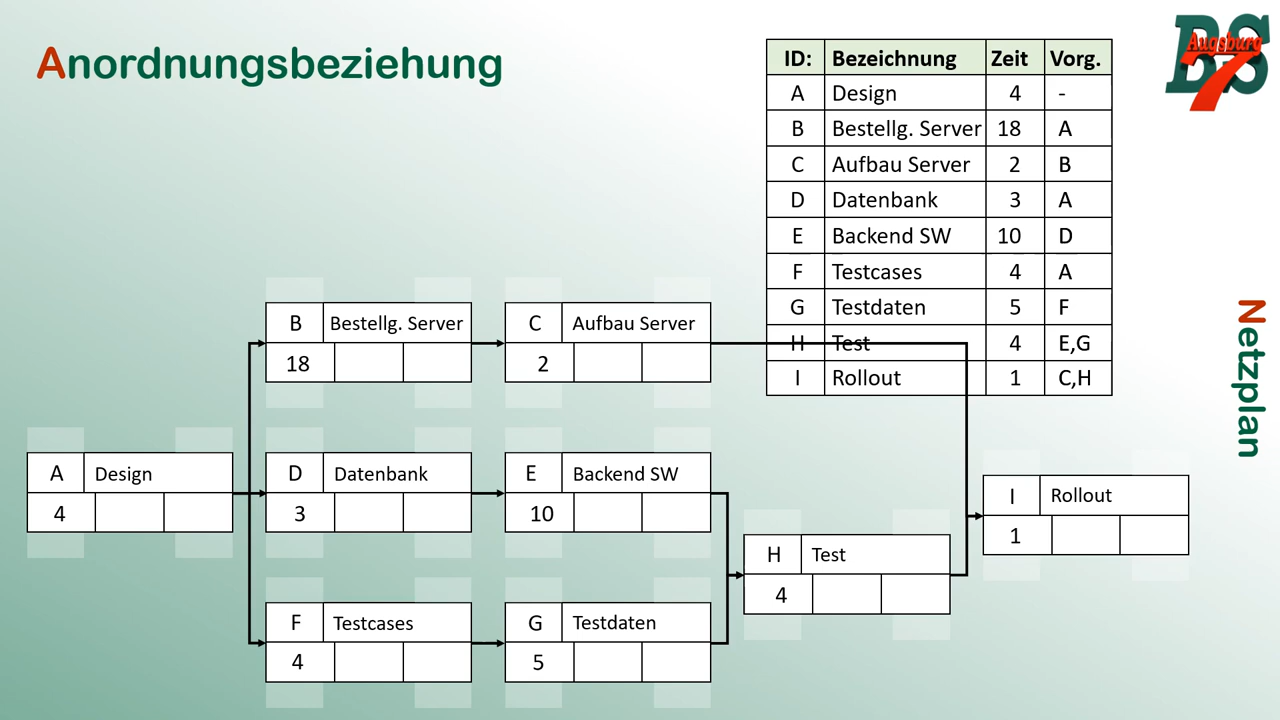 Anordnungsbeziehung
BS
Augsburg
7
ID: Bezeichnung Zeit Vorg.
A Design 4 -
B Bestellg. Server 18 A
C Aufbau Server 2 B
D Datenbank 3 A
E Backend SW 10 D
F Testcases 4 A
G Testdaten 5 F
H Test 4 E,G
I Rollout 1 C,H
Netzplan
B Bestellg. Server
18
C Aufbau Server
2
A Design
4
D Datenbank
3
E Backend SW
10
I Rollout
1
H Test
4
F Testcases
4
G Testdaten
5